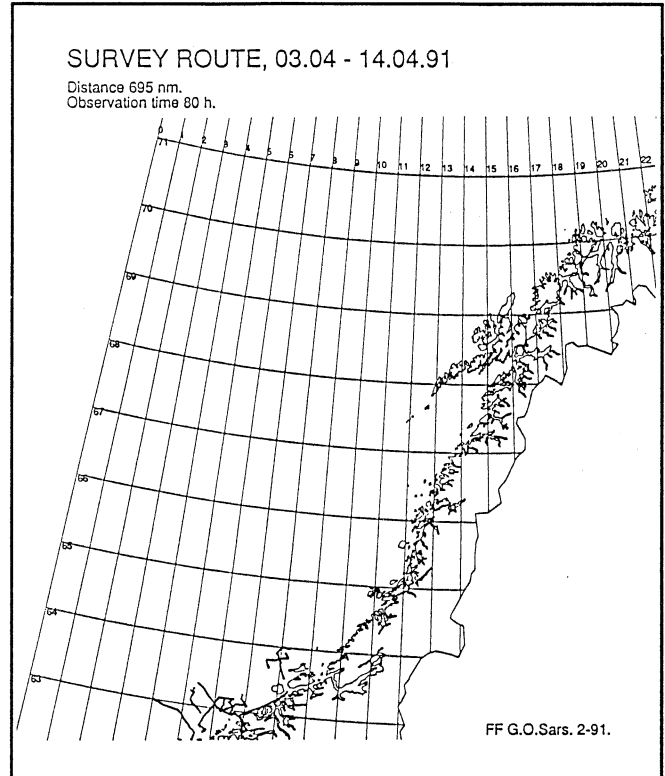 SURVEY ROUTE, 03.04 - 14.04.91
Distance 695 nm.
Observation time 80 h.
0 1 2 3 4 5 6 7 8 9 10 11 12 13 14 15 16 17 18 19 20 21 22
71
70
69
68
67
66
65
64
63
FF G.O.Sars. 2-91.